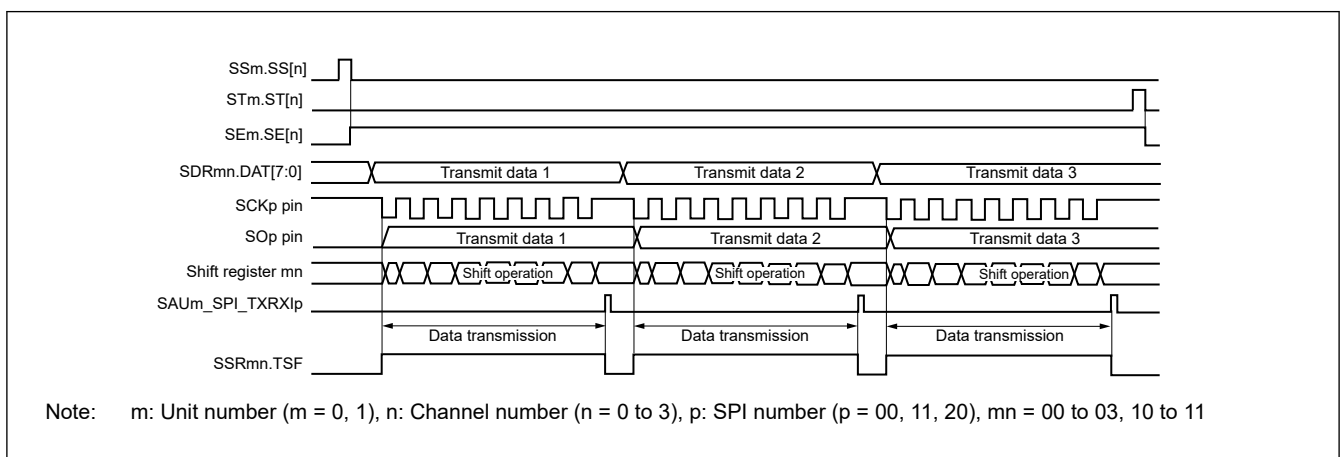 SSm.SS[n]
STm.ST[n]
SEm.SE[n]
SDRmn.DAT[7:0] Transmit data 1 Transmit data 2 Transmit data 3
SCKp pin
SOp pin Transmit data 1 Transmit data 2 Transmit data 3
Shift register mn Shift operation Shift operation Shift operation
SAUm_SPI_TXRXIp
Data transmission Data transmission Data transmission
SSRmn.TSF
Note: m: Unit number (m = 0, 1), n: Channel number (n = 0 to 3), p: SPI number (p = 00, 11, 20), mn = 00 to 03, 10 to 11